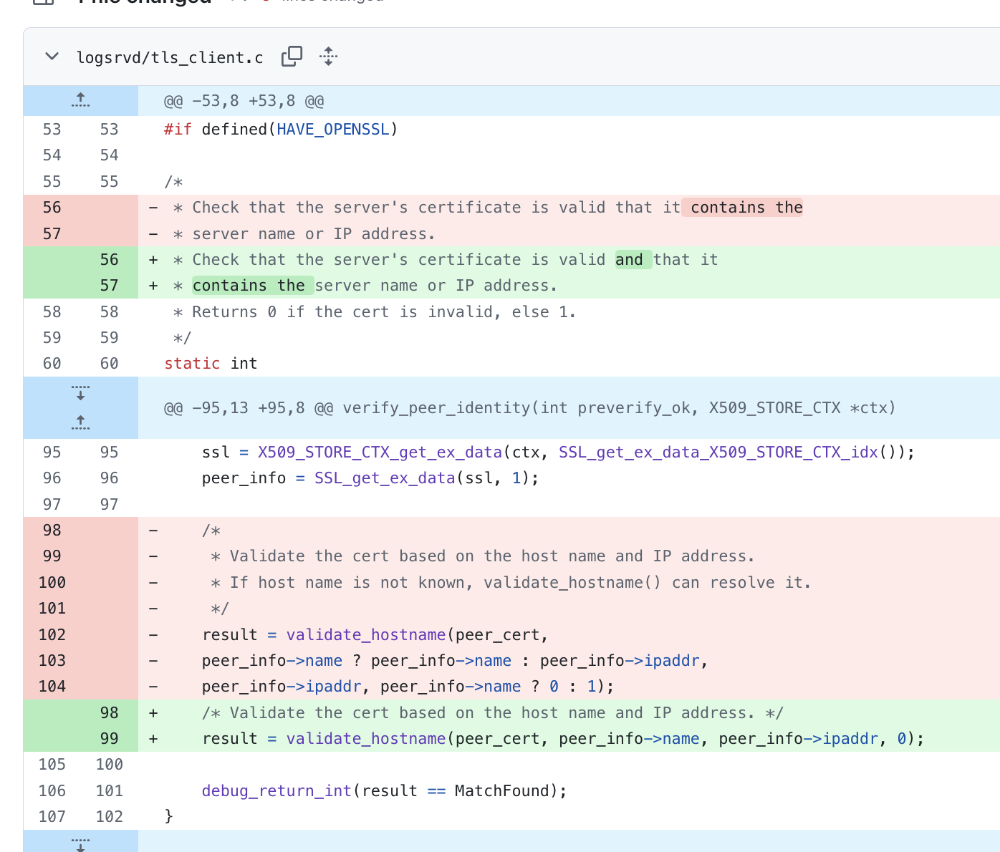 logsrvd/tls_client.c
@@ -53,8 +53,8 @@
53 53 #if defined(HAVE_OPENSSL)
54 54
55 55 /*
56 - * Check that the server's certificate is valid that it contains the
57 - * server name or IP address.
56 + * Check that the server's certificate is valid and that it
57 + * contains the server name or IP address.
58 58 * Returns 0 if the cert is invalid, else 1.
59 59 */
60 60 static int
@@ -95,13 +95,8 @@ verify_peer_identity(int preverify_ok, X509_STORE_CTX *ctx)
95 95 ssl = X509_STORE_CTX_get_ex_data(ctx, SSL_get_ex_data_X509_STORE_CTX_idx());
96 96 peer_info = SSL_get_ex_data(ssl, 1);
97 97
98 - /*
99 - * Validate the cert based on the host name and IP address.
100 - * If host name is not known, validate_hostname() can resolve it.
101 - */
102 - result = validate_hostname(peer_cert,
103 - peer_info->name ? peer_info->name : peer_info->ipaddr,
104 - peer_info->ipaddr, peer_info->name ? 0 : 1);
98 + /* Validate the cert based on the host name and IP address. */
99 + result = validate_hostname(peer_cert, peer_info->name, peer_info->ipaddr, 0);
105 100
106 101 debug_return_int(result == MatchFound);
107 102 }